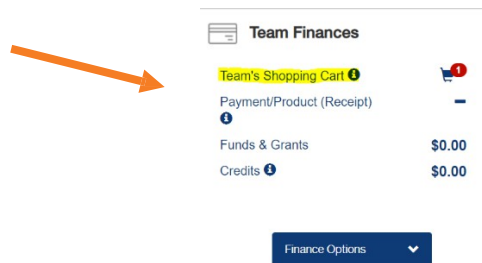 Team Finances
Team's Shopping Cart
1
Payment/Product (Receipt)
Funds & Grants $0.00
Credits $0.00
Finance Options